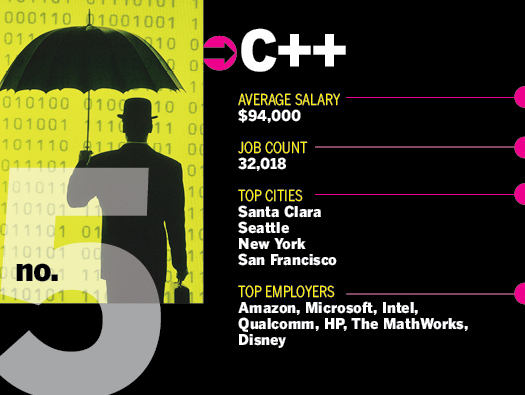 C++
AVERAGE SALARY
$94,000
JOB COUNT
32,018
TOP CITIES
Santa Clara
Seattle
New York
San Francisco
TOP EMPLOYERS
Amazon, Microsoft, Intel,
Qualcomm, HP, The MathWorks,
Disney
no.
5